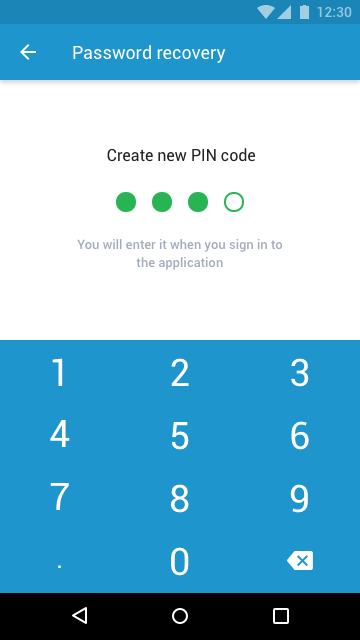 12:30
Password recovery
Create new PIN code
You will enter it when you sign in to
the application
1 2 3
4 5 6
7 8 9
. 0